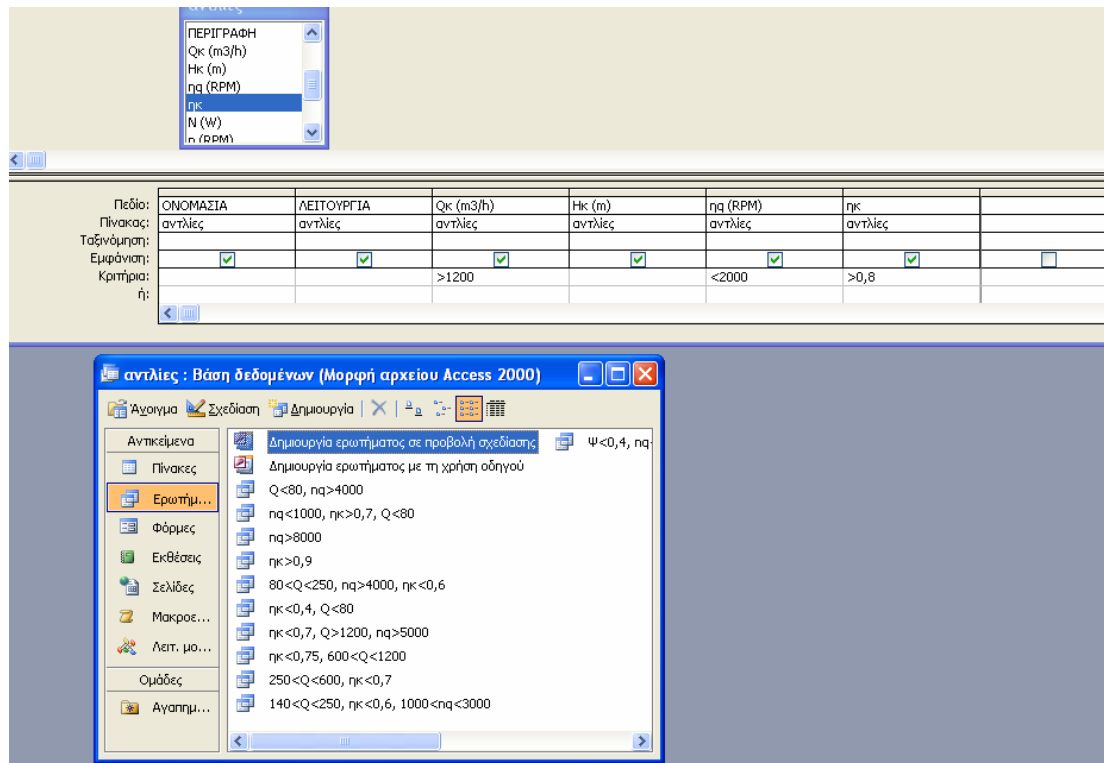 αντλίες
ΠΕΡΙΓΡΑΦΗ
Qκ (m3/h)
Hκ (m)
nq (RPM)
ηκ
N (W)
n (RPM)
Πεδίο: ΟΝΟΜΑΣΙΑ ΛΕΙΤΟΥΡΓΙΑ Qκ (m3/h) Hκ (m) nq (RPM) ηκ
Πίνακας: αντλίες αντλίες αντλίες αντλίες αντλίες αντλίες
Ταξινόμηση:
Εμφάνιση:
Κριτήρια: >1200 <2000 >0,8
ή:
αντλίες : Βάση δεδομένων (Μορφή αρχείου Access 2000)
Άνοιγμα Σχεδίαση Δημιουργία
Αντικείμενα
Πίνακες
Ερωτήμ...
Φόρμες
Εκθέσεις
Σελίδες
Μακροε...
Λειτ. μο...
Ομάδες
Αγαπημ...
Δημιουργία ερωτήματος σε προβολή σχεδίασης Ψ<0,4, nq
Δημιουργία ερωτήματος με τη χρήση οδηγού
Q<80, nq>4000
nq<1000, ηκ>0,7, Q<80
nq>8000
ηκ>0,9
80<Q<250, nq>4000, ηκ<0,6
ηκ<0,4, Q<80
ηκ<0,7, Q>1200, nq>5000
ηκ<0,75, 600<Q<1200
250<Q<600, ηκ<0,7
140<Q<250, ηκ<0,6, 1000<nq<3000